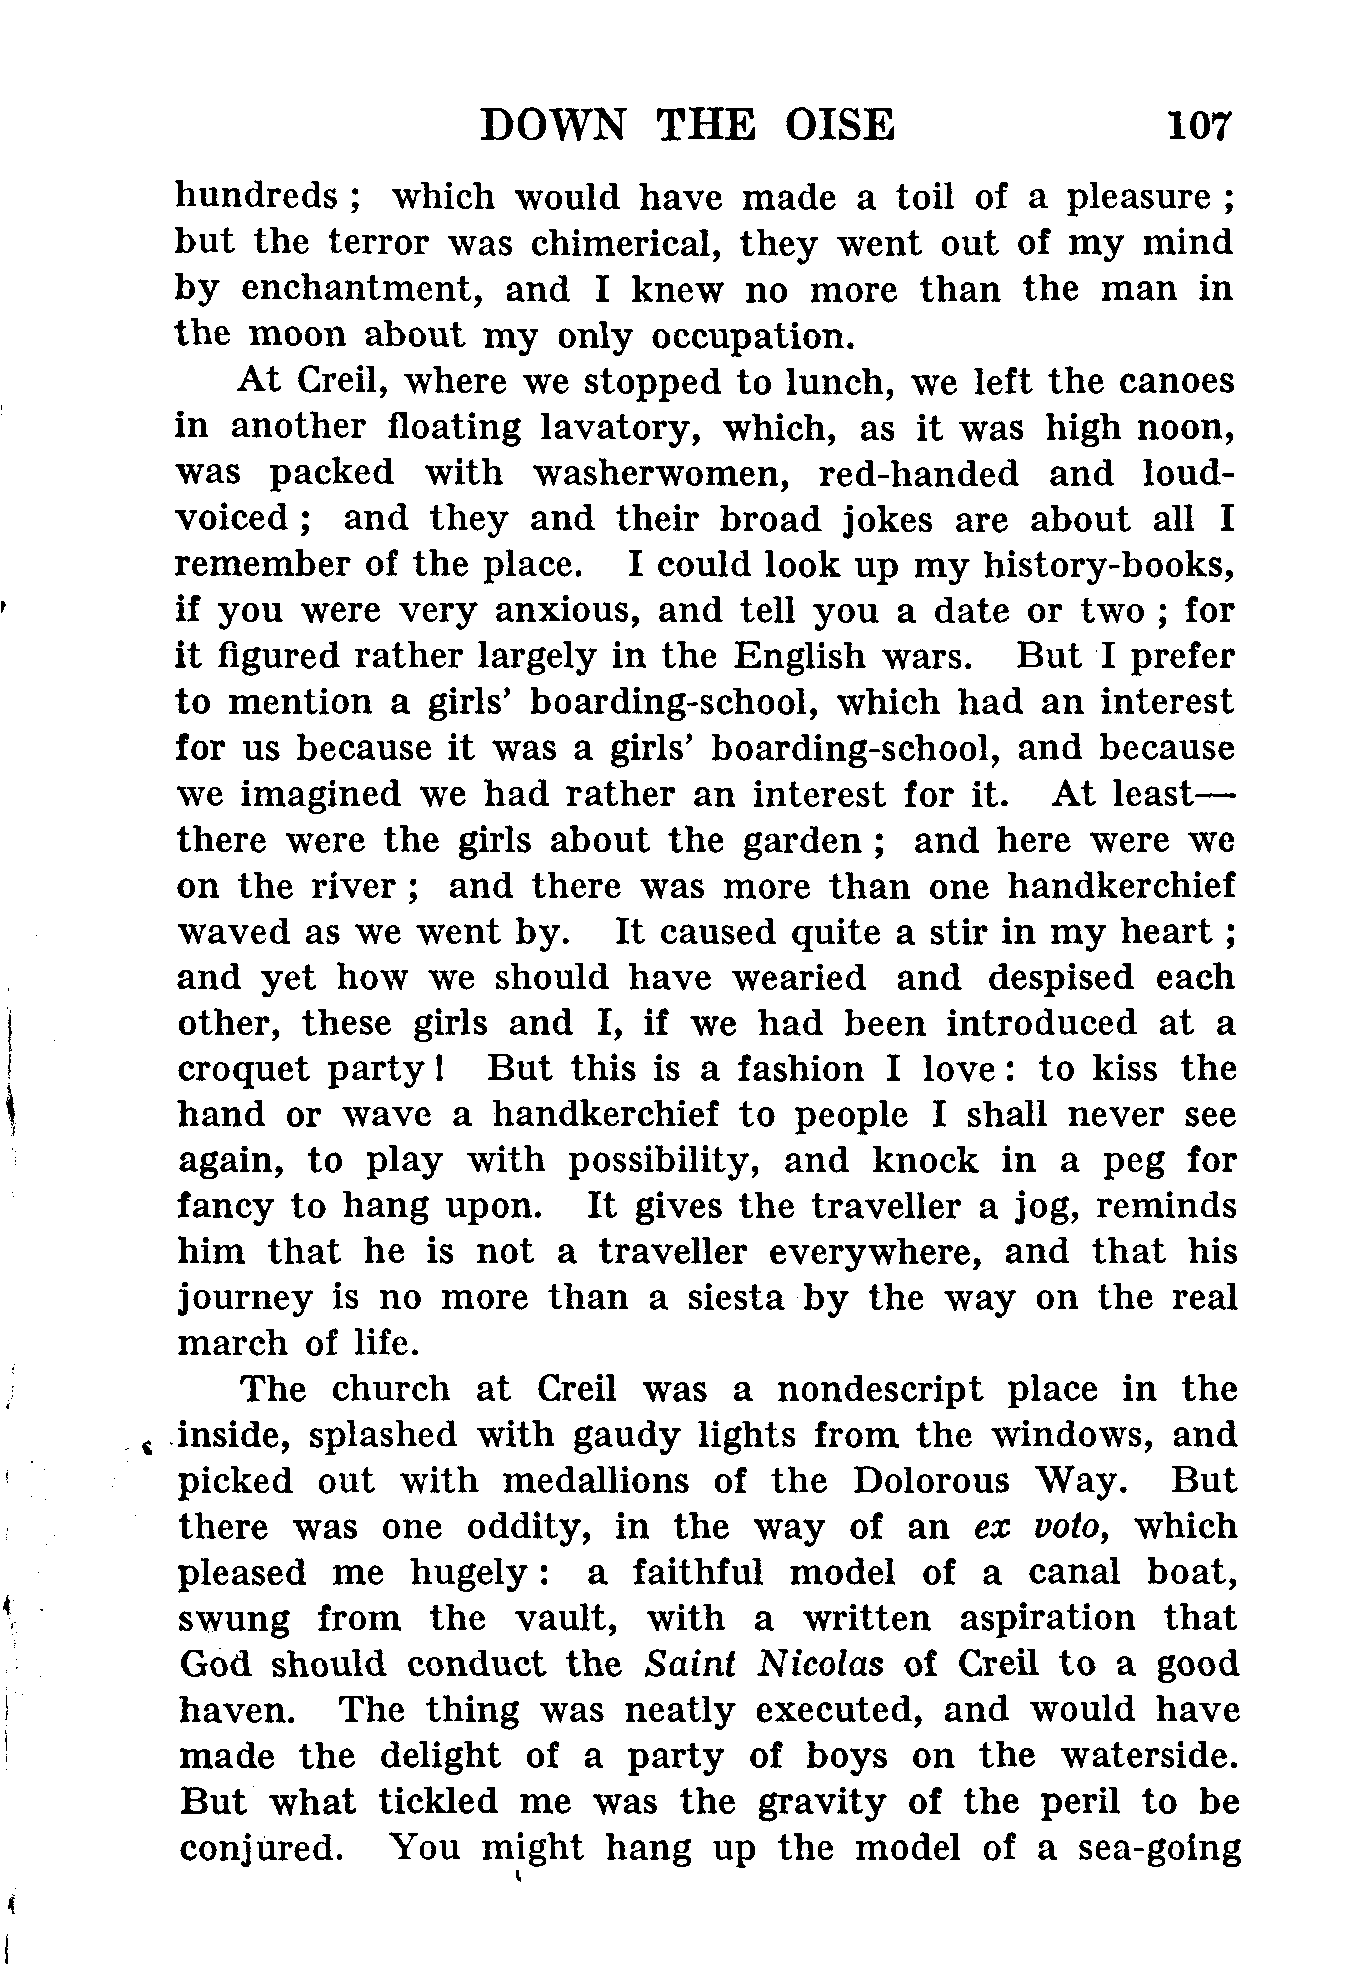 DOWN THE OISE 107
hundreds ; which would have made a toil of a pleasure ;
but the terror was chimerical, they went out of my mind
by enchantment, and I knew no more than the man in
the moon about my only occupation.
At Creil, where we stopped to lunch, we left the canoes
in another floating lavatory, which, as it was high noon,
was packed with washerwomen, red-handed and loud-
voiced ; and they and their broad jokes are about all I
remember of the place. I could look up my history-books,
if you were very anxious, and tell you a date or two ; for
it figured rather largely in the English wars. But I prefer
to mention a girls’ boarding-school, which had an interest
for us because it was a girls’ boarding-school, and because
we imagined we had rather an interest for it. At least—
there were the girls about the garden ; and here were we
on the river ; and there was more than one handkerchief
waved as we went by. It caused quite a stir in my heart ;
and yet how we should have wearied and despised each
other, these girls and I, if we had been introduced at a
croquet party ! But this is a fashion I love : to kiss the
hand or wave a handkerchief to people I shall never see
again, to play with possibility, and knock in a peg for
fancy to hang upon. It gives the traveller a jog, reminds
him that he is not a traveller everywhere, and that his
journey is no more than a siesta by the way on the real
march of life.
The church at Creil was a nondescript place in the
inside, splashed with gaudy lights from the windows, and
picked out with medallions of the Dolorous Way. But
there was one oddity, in the way of an ex voto, which
pleased me hugely : a faithful model of a canal boat,
swung from the vault, with a written aspiration that
God should conduct the Saint Nicolas of Creil to a good
haven. The thing was neatly executed, and would have
made the delight of a party of boys on the waterside.
But what tickled me was the gravity of the peril to be
conjured. You might hang up the model of a sea-going